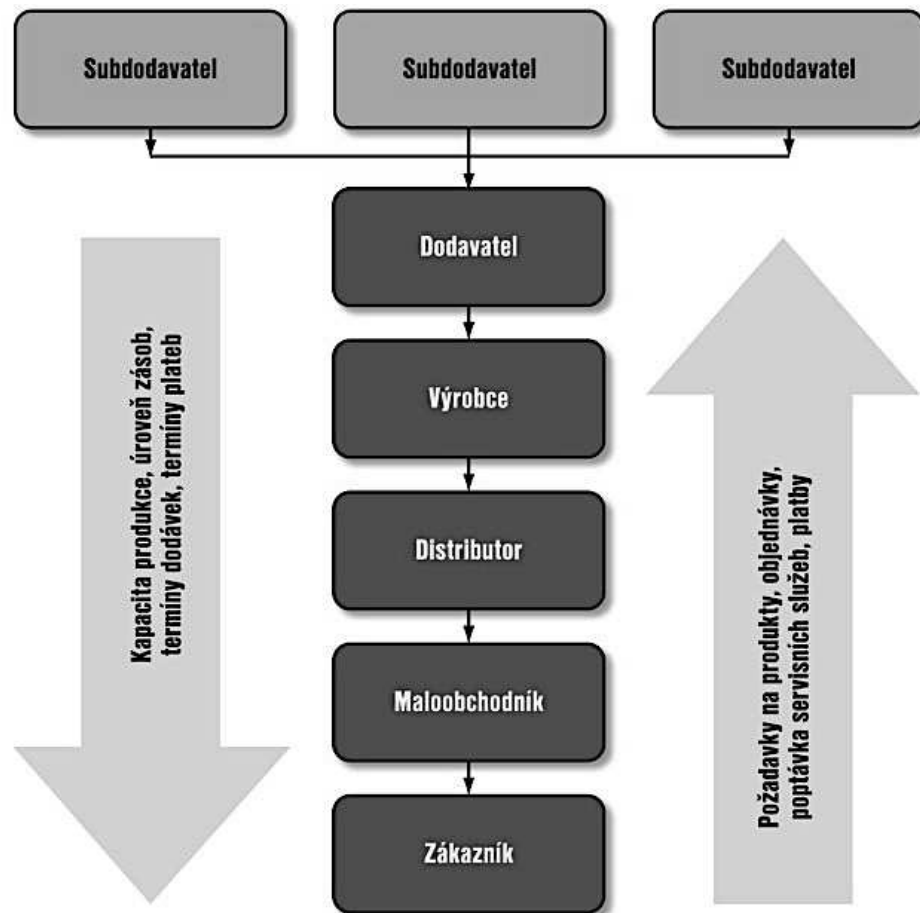 Subdodavatel
Subdodavatel
Subdodavatel
Dodavatel
Výrobce
Distributor
Maloobchodník
Zákazník
Kapacita produkce, úroveň zásob,
termíny dodávek, termíny plateb
Požadavky na produkty, objednávky,
poptávka servisních služeb, platby